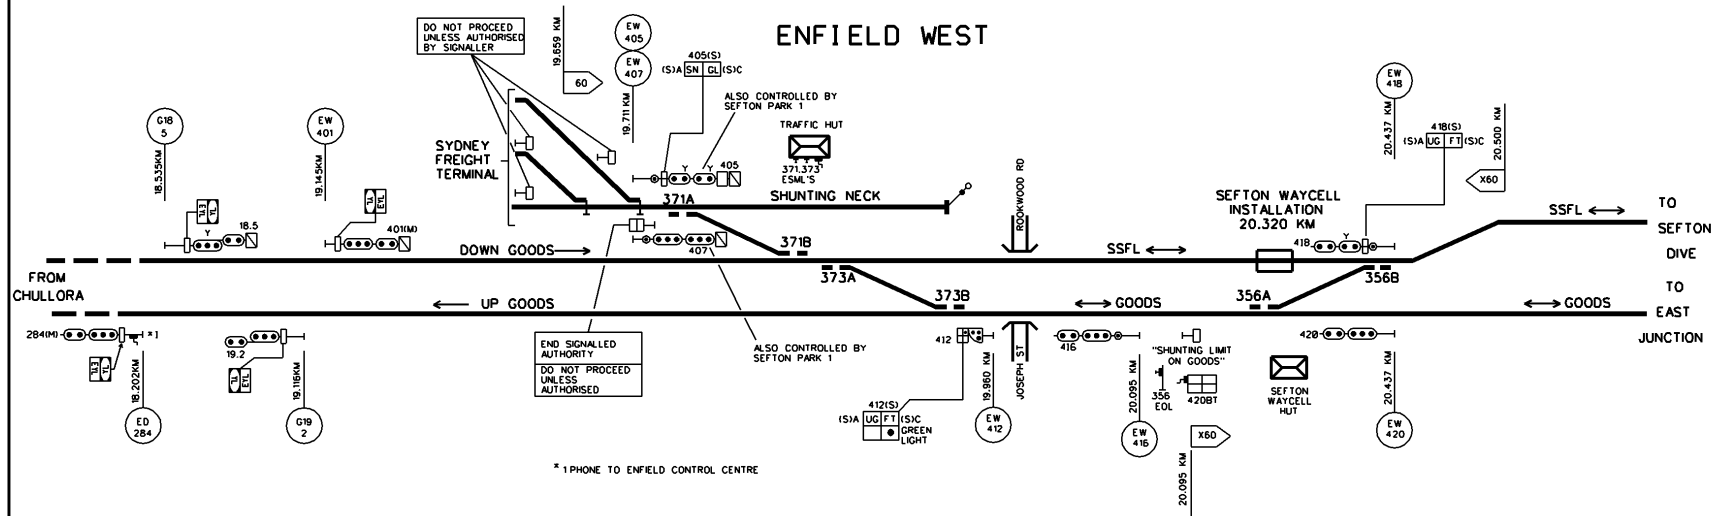 ENFIELD WEST
DO NOT PROCEED
UNLESS AUTHORISED
BY SIGNALLER
19.659 KM
60
EW
405
EW
407
19.711 KM
405(S)
(S)A SN GL (S)C
ALSO CONTROLLED BY
SEFTON PARK 1
EW
418
20.437 KM
418(S)
(S)A UG FT (S)C
20.500 KM
X60
G18
5
18.535KM
EW
401
19.145KM
SYDNEY
FREIGHT
TERMINAL
TRAFFIC HUT
371.373
ESML'S
Y Y 405
371A
SHUNTING NECK
ROOKWOOD RD
SEFTON WAYCELL
INSTALLATION
20.320 KM
SSFL
TO
SEFTON
DIVE
YL
EYL
Y
18.5
YL
EYL
401(M)
407
371B
418
Y
DOWN GOODS
SSFL
373A
356B
FROM
CHULLORA
UP GOODS
373B
GOODS
356A
GOODS
TO
EAST
JUNCTION
284(M)
* 1
YL
EYL
18.202KM
ED
284
19.2
YL
EYL
19.116KM
G19
2
END SIGNALLED
AUTHORITY
DO NOT PROCEED
UNLESS
AUTHORISED
ALSO CONTROLLED BY
SEFTON PARK 1
412
412(S)
(S)A UG FT (S)C
GREEN
LIGHT
19.960 KM
EW
412
JOSEPH ST
416
20.095 KM
EW
416
"SHUNTING LIMIT
ON GOODS"
356
EOL
420BT
X60
20.095 KM
SEFTON
WAYCELL
HUT
420
20.437 KM
EW
420
* 1 PHONE TO ENFIELD CONTROL CENTRE